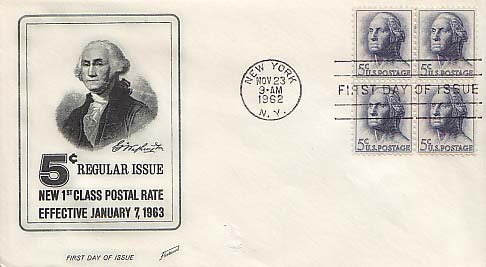 G Washington
5¢ REGULAR ISSUE
NEW 1ST CLASS POSTAL RATE
EFFECTIVE JANUARY 7, 1963
FIRST DAY OF ISSUE
NEW YORK
NOV 23
9-AM
1962
N.Y.
5¢ U.S. POSTAGE
5¢ U.S. POSTAGE
FIRST DAY OF ISSUE
5¢ U.S. POSTAGE
5¢ U.S. POSTAGE